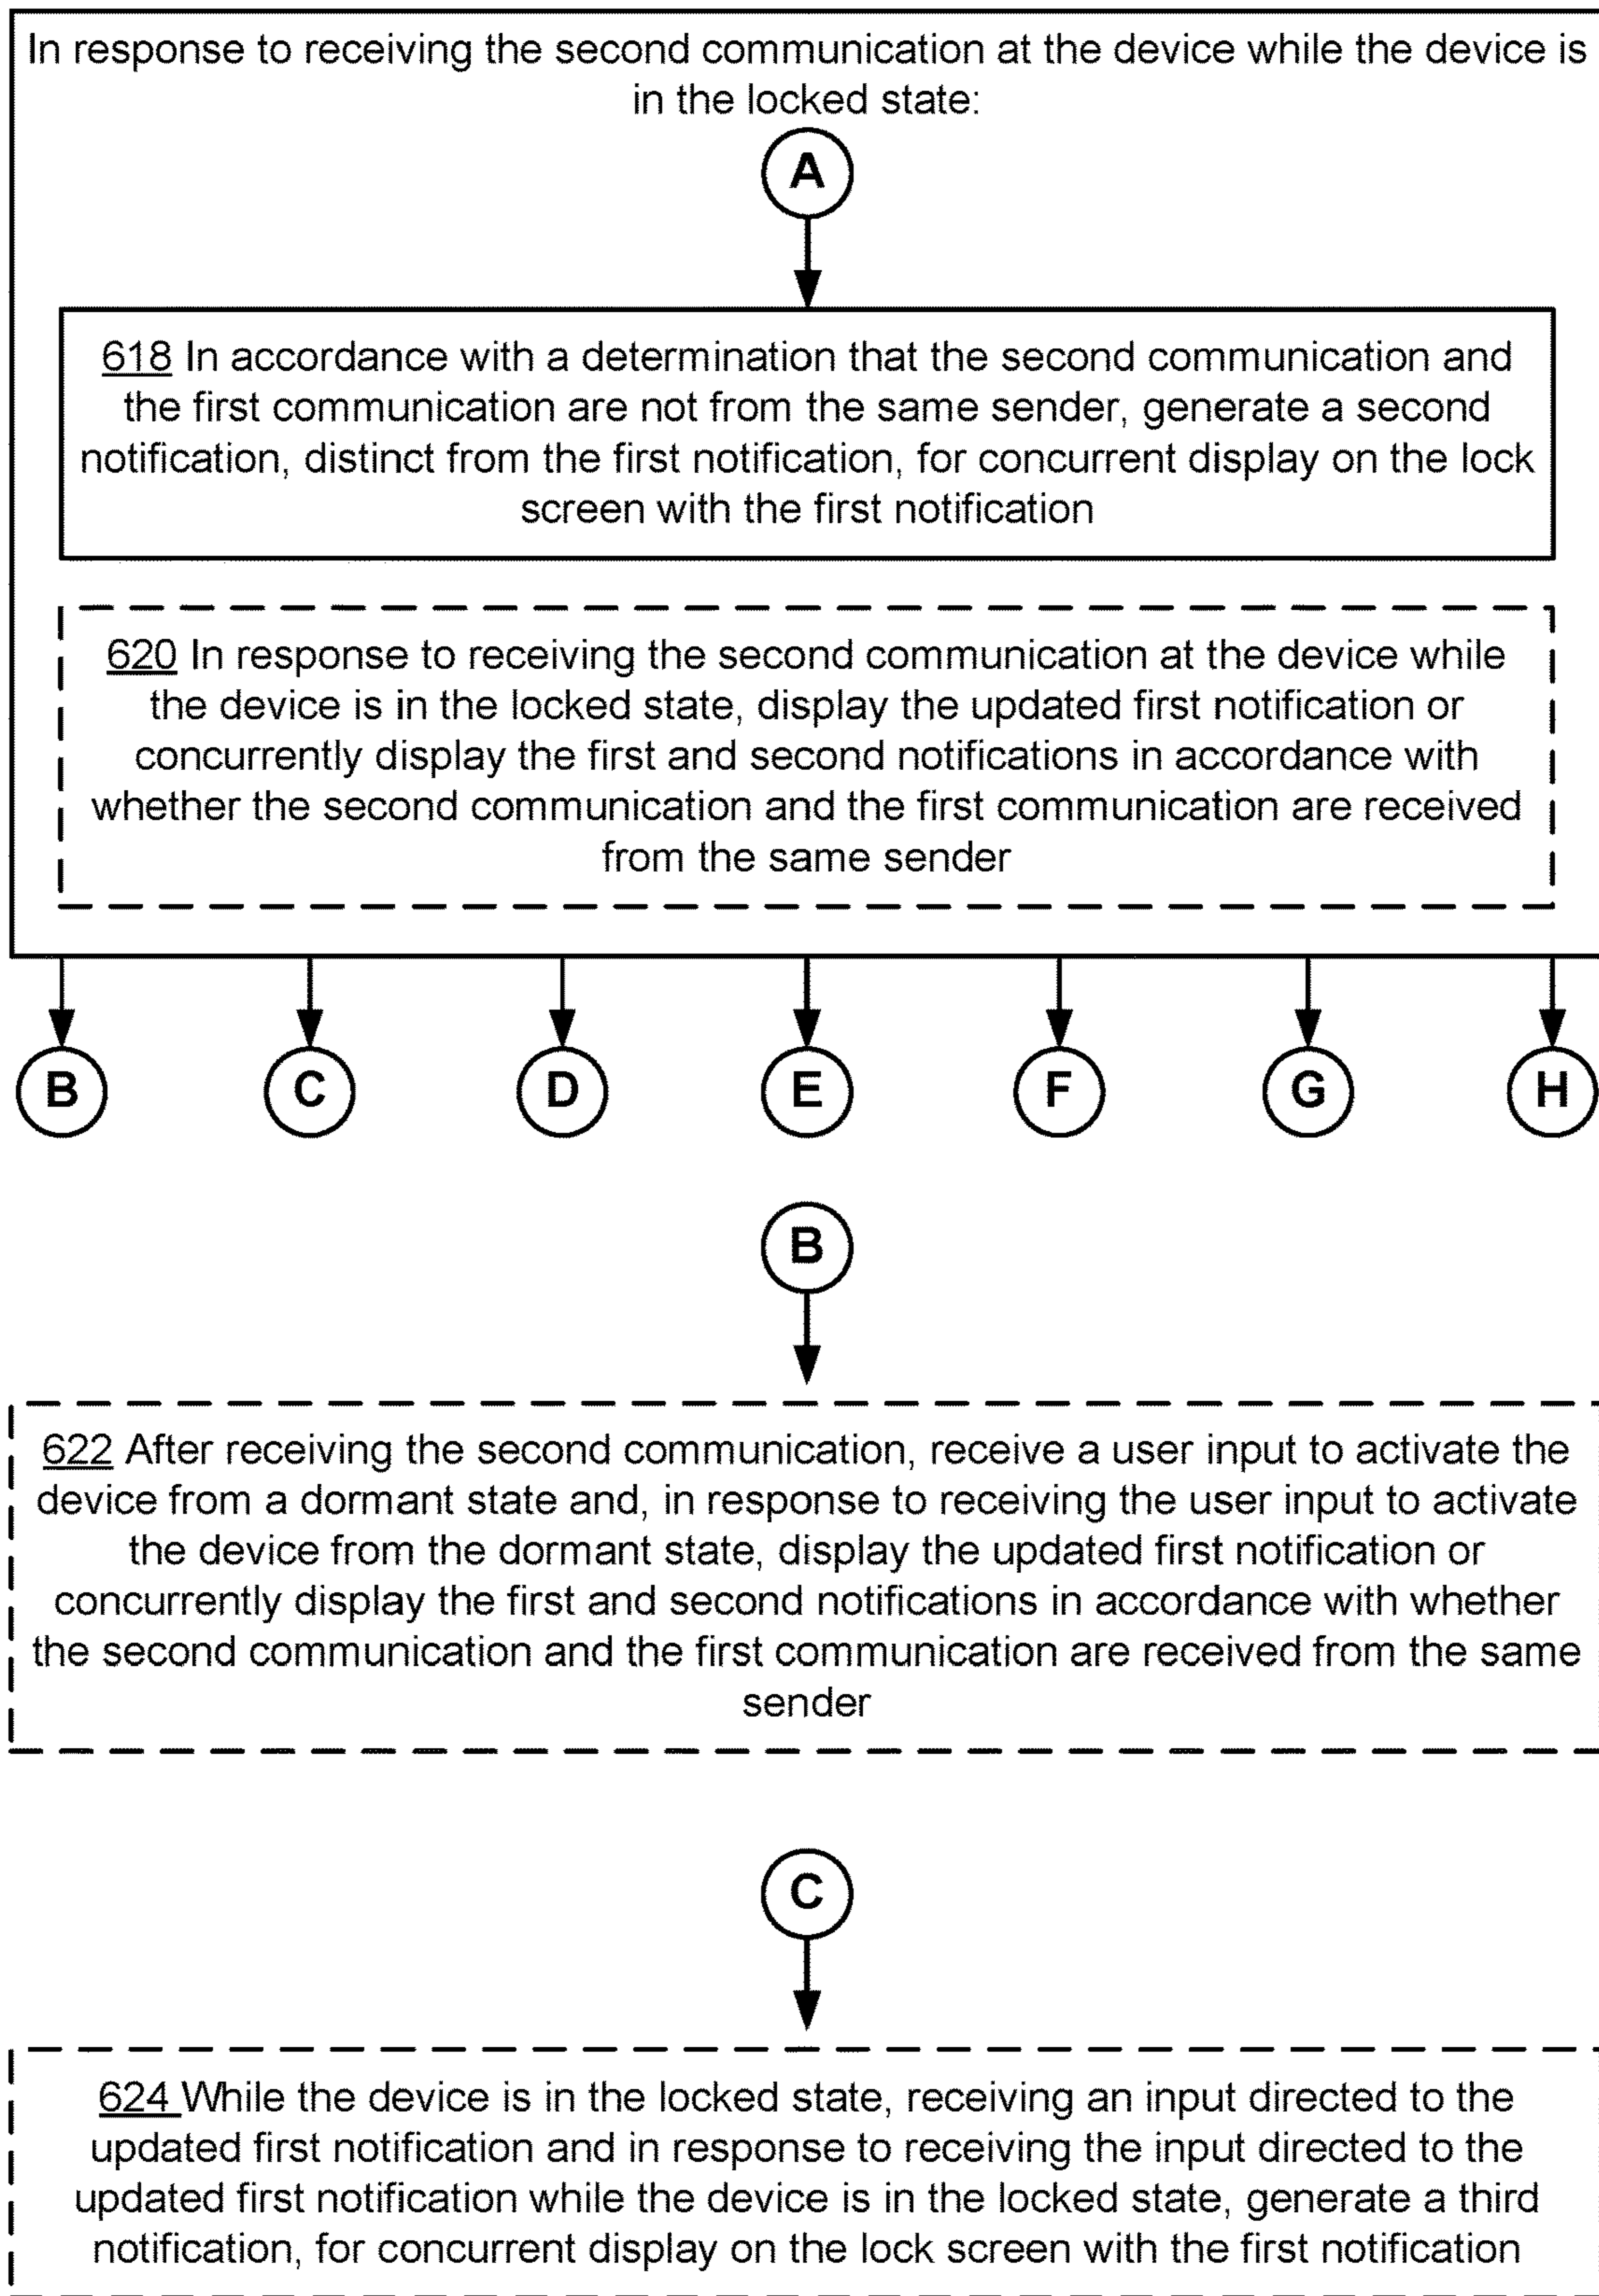 In response to receiving the second communication at the device while the device is
in the locked state:
A
618 In accordance with a determination that the second communication and
the first communication are not from the same sender, generate a second
notification, distinct from the first notification, for concurrent display on the lock
screen with the first notification
620 In response to receiving the second communication at the device while
the device is in the locked state, display the updated first notification or
concurrently display the first and second notifications in accordance with
whether the second communication and the first communication are received
from the same sender
B C D E F G H
B
622 After receiving the second communication, receive a user input to activate the
device from a dormant state and, in response to receiving the user input to activate
the device from the dormant state, display the updated first notification or
concurrently display the first and second notifications in accordance with whether
the second communication and the first communication are received from the same
sender
C
624 While the device is in the locked state, receiving an input directed to the
updated first notification and in response to receiving the input directed to the
updated first notification while the device is in the locked state, generate a third
notification, for concurrent display on the lock screen with the first notification